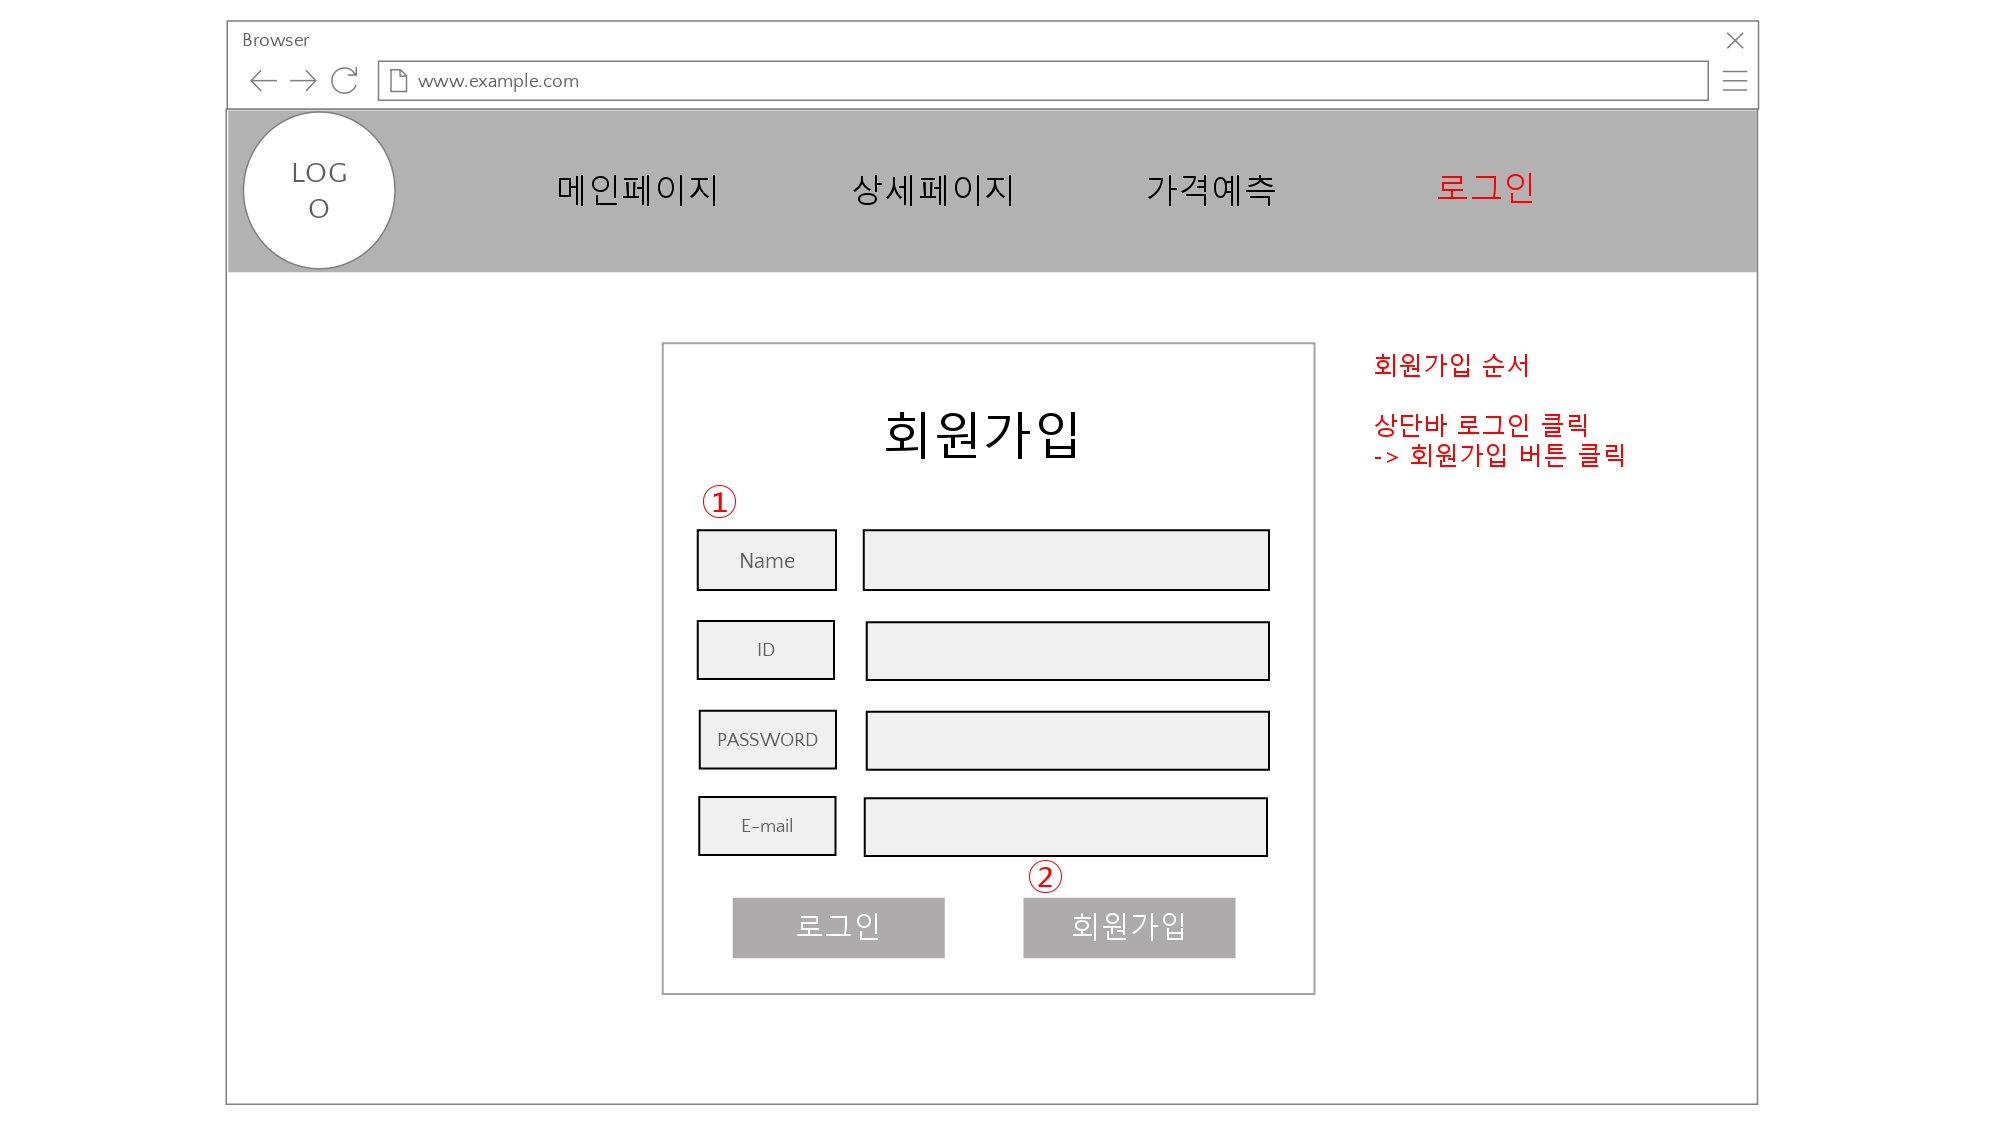 Browser
www.example.com
LOG
O
메인페이지
상세페이지
가격예측
로그인
회원가입
회원가입 순서
상단바 로그인 클릭
-> 회원가입 버튼 클릭
①
Name
ID
PASSWORD
E-mail
②
로그인
회원가입